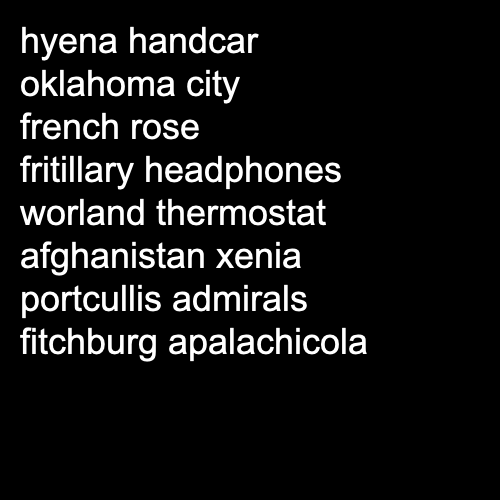 hyena handcar
oklahoma city
french rose
fritillary headphones
worland thermostat
afghanistan xenia
portcullis admirals
fitchburg apalachicola